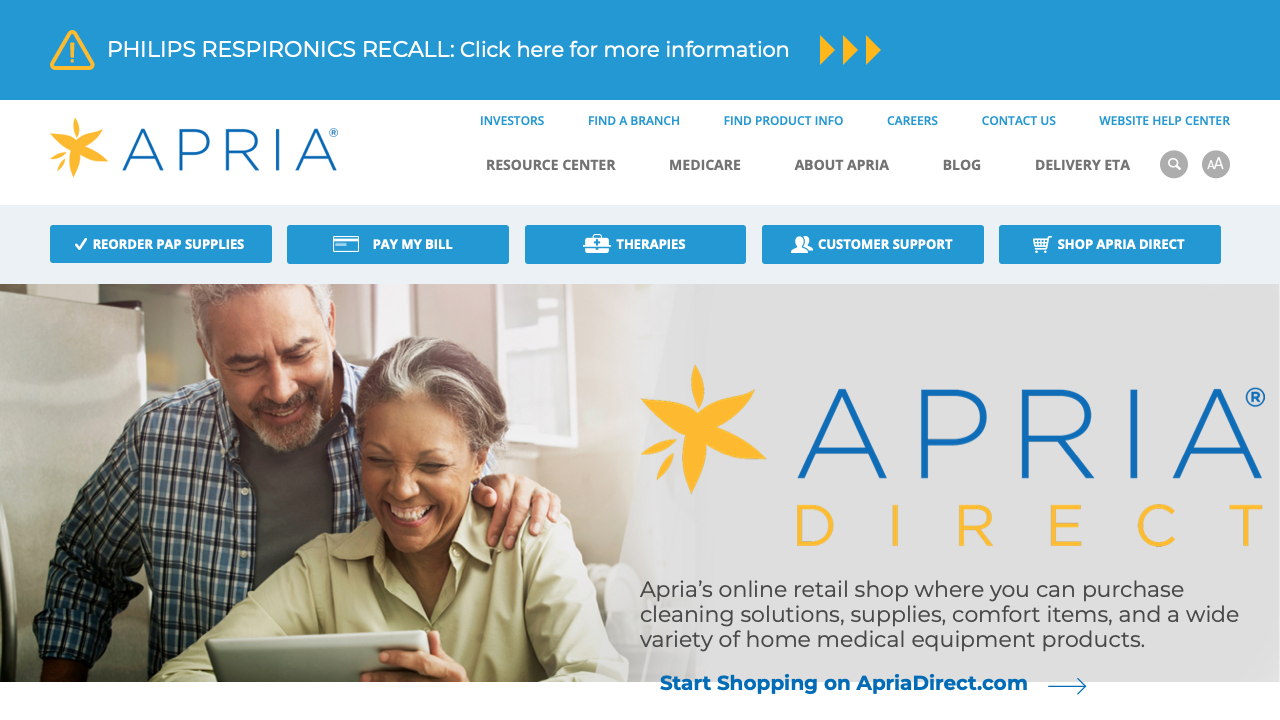 PHILIPS RESPIRONICS RECALL: Click here for more information
APRIA®
INVESTORS FIND A BRANCH FIND PRODUCT INFO CAREERS CONTACT US WEBSITE HELP CENTER
RESOURCE CENTER MEDICARE ABOUT APRIA BLOG DELIVERY ETA AA
REORDER PAP SUPPLIES PAY MY BILL THERAPIES CUSTOMER SUPPORT SHOP APRIA DIRECT
APRIA®
DIRECT
Apria’s online retail shop where you can purchase
cleaning solutions, supplies, comfort items, and a wide
variety of home medical equipment products.
Start Shopping on ApriaDirect.com